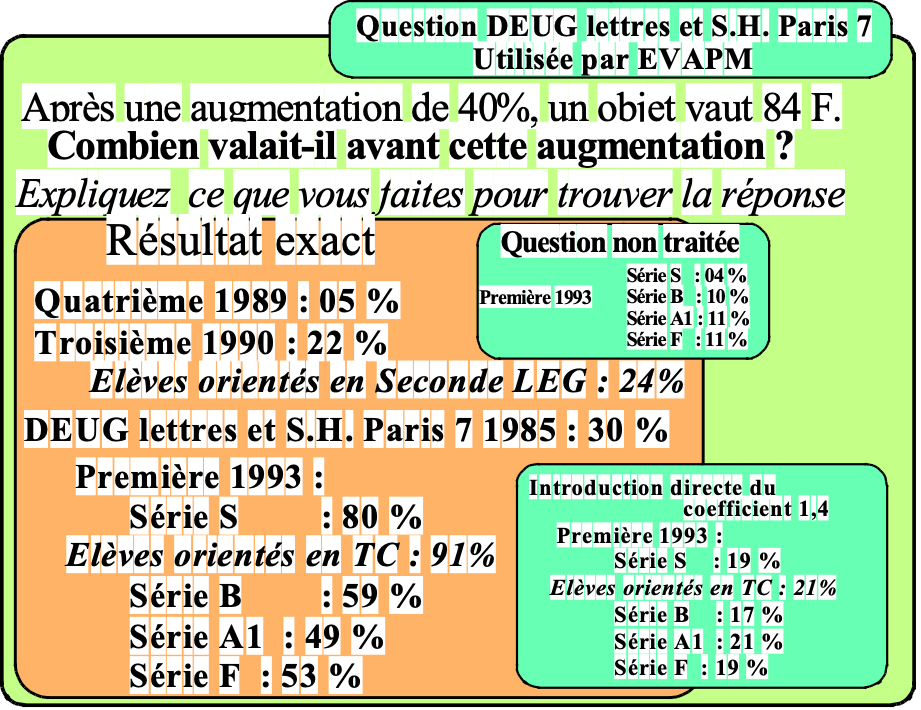 Question DEUG lettres et S.H. Paris 7
Utilisée par EVAPM
Après une augmentation de 40%, un objet vaut 84 F.
Combien valait-il avant cette augmentation ?
Expliquez ce que vous faites pour trouver la réponse
Résultat exact
Quatrième 1989 : 05 %
Troisième 1990 : 22 %
Elèves orientés en Seconde LEG : 24%
DEUG lettres et S.H. Paris 7 1985 : 30 %
Première 1993 :
Série S : 80 %
Elèves orientés en TC : 91%
Série B : 59 %
Série A1 : 49 %
Série F : 53 %
Question non traitée
Première 1993
Série S : 04 %
Série B : 10 %
Série A1 : 11 %
Série F : 11 %
Introduction directe du
coefficient 1,4
Première 1993 :
Série S : 19 %
Elèves orientés en TC : 21%
Série B : 17 %
Série A1 : 21 %
Série F : 19 %